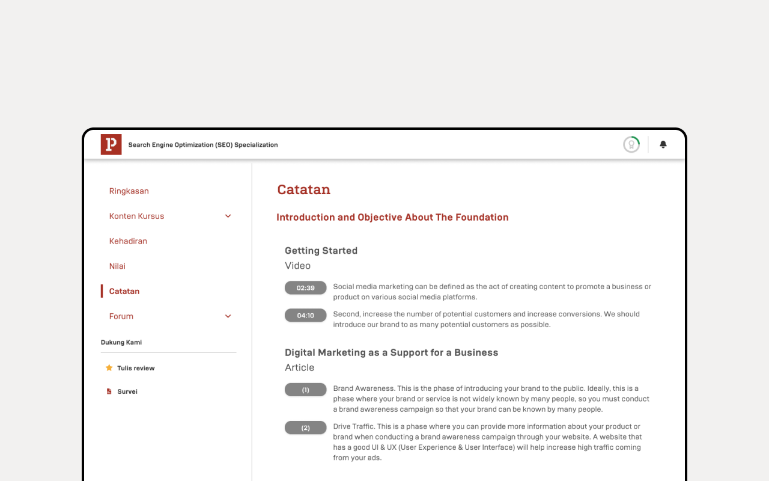 P
Search Engine Optimization (SEO) Specialization
Ringkasan
Konten Kursus
Kehadiran
Nilai
Catatan
Forum
Dukung Kami
Tulis review
Survei
Catatan
Introduction and Objective About The Foundation
Getting Started
Video
02:39
Social media marketing can be defined as the act of creating content to promote a business or
product on various social media platforms.
04:10
Second, increase the number of potential customers and increase conversions. We should
introduce our brand to as many potential customers as possible.
Digital Marketing as a Support for a Business
Article
(1)
Brand Awareness. This is the phase of introducing your brand to the public. Ideally, this is a
phase where your brand or service is not widely known by many people, so you must conduct
a brand awereness campaign so that your brand can be known by many people.
(2)
Drive Traffic. This is a phase where you can provide more information about your product or
brand when conducting a brand awareness campaign through your website. A website that
has a good UI & UX (User Experience & User Interface) will help increase high traffic coming
from your ads.